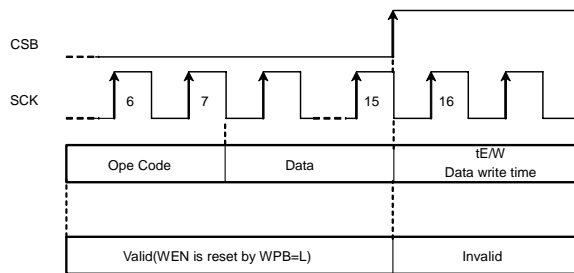 CSB
SCK
6 7 15 16
Ope Code Data tE/W
Data write time
Valid(WEN is reset by WPB=L) Invalid